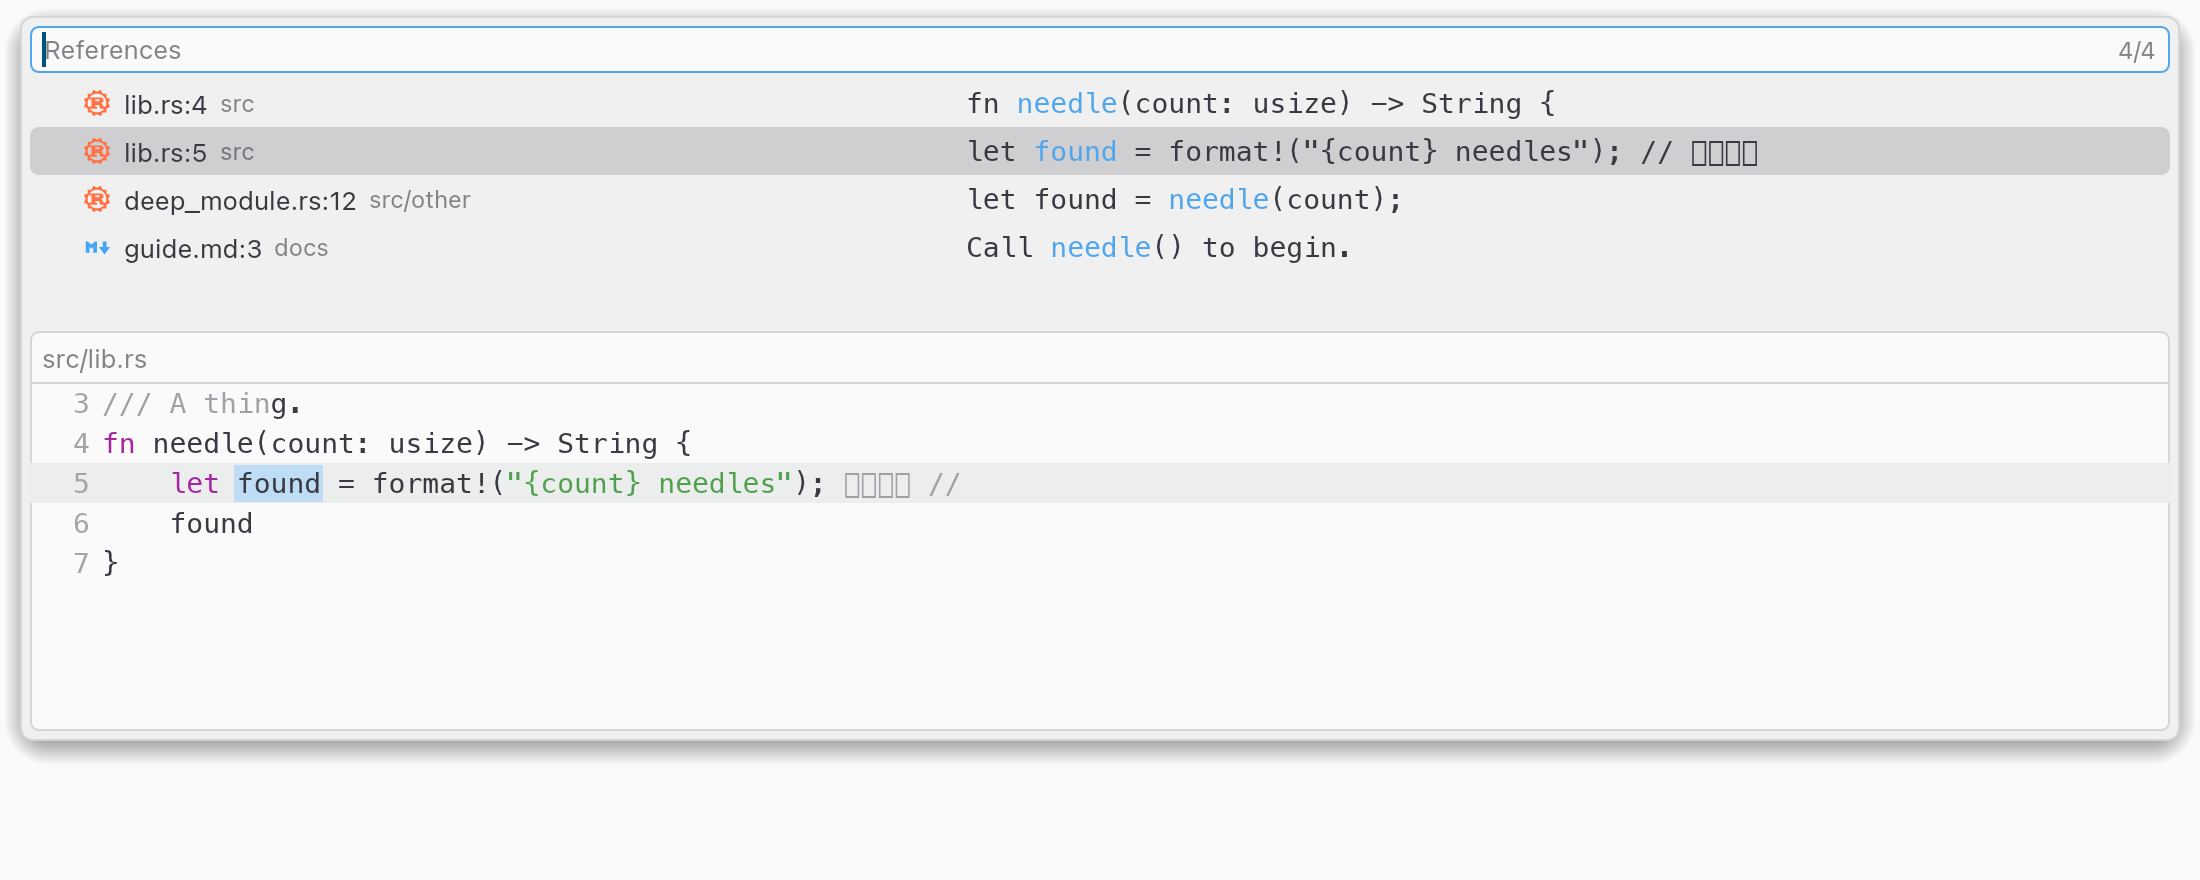 References 4/4
lib.rs:4 src fn needle(count: usize) -> String {
lib.rs:5 src let found = format!("{count} needles"); //
deep_module.rs:12 src/other let found = needle(count);
guide.md:3 docs Call needle() to begin.
src/lib.rs
3 /// A thing.
4 fn needle(count: usize) -> String {
5 let found = format!("{count} needles"); //
6 found
7 }